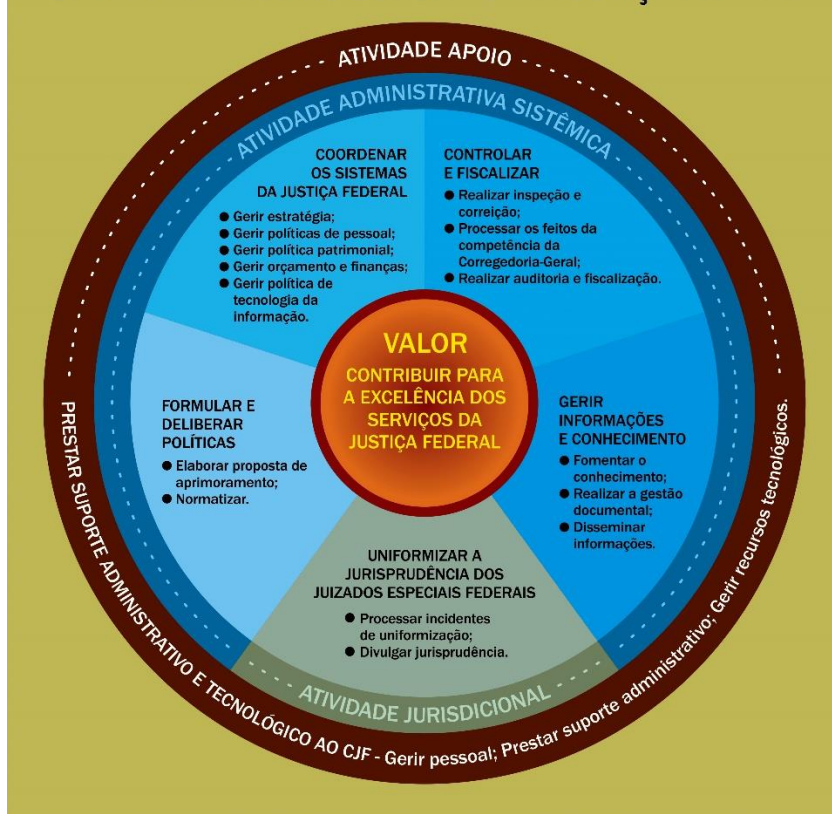 ATIVIDADE APOIO
ATIVIDADE ADMINISTRATIVA SISTÊMICA
COORDENAR
OS SISTEMAS
DA JUSTIÇA FEDERAL
● Gerir estratégia;
● Gerir políticas de pessoal;
● Gerir política patrimonial;
● Gerir orçamento e finanças;
● Gerir política de
tecnologia da
informação.
CONTROLAR
E FISCALIZAR
● Realizar inspeção e
correição;
● Processar os feitos da
competência da
Corregedoria-Geral;
● Realizar auditoria e fiscalização.
VALOR
CONTRIBUIR PARA
A EXCELÊNCIA DOS
SERVIÇOS DA
JUSTIÇA FEDERAL
FORMULAR E
DELIBERAR
POLÍTICAS
● Elaborar proposta de
aprimoramento;
● Normatizar.
GERIR
INFORMAÇÕES
E CONHECIMENTO
● Fomentar o
conhecimento;
● Realizar a gestão
documental;
● Disseminar
informações.
UNIFORMIZAR A
JURISPRUDÊNCIA DOS
JUIZADOS ESPECIAIS FEDERAIS
● Processar incidentes
de uniformização;
● Divulgar jurisprudência.
ATIVIDADE JURISDICIONAL
PRESTAR SUPORTE ADMINISTRATIVO E TECNOLÓGICO AO CJF - Gerir pessoal; Prestar suporte administrativo; Gerir recursos tecnológicos.